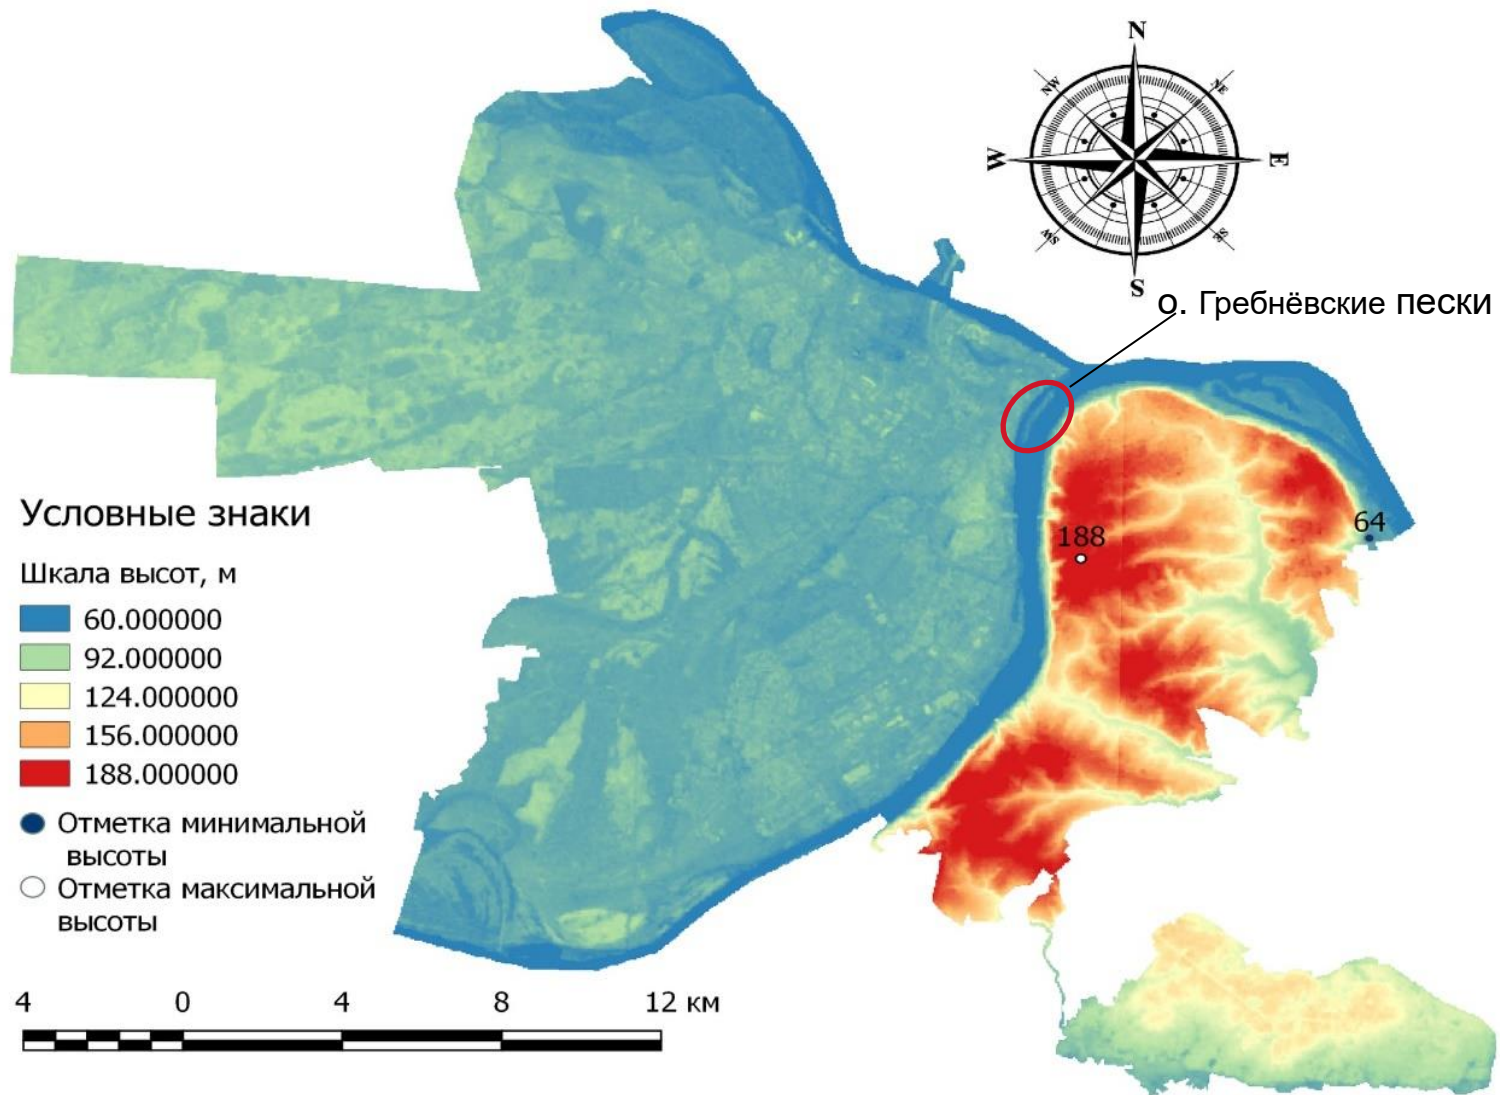 N
NW
NE
W
E
SW
SE
S
о. Гребнёвские пески
64
188
Условные знаки
Шкала высот, м
60.000000
92.000000
124.000000
156.000000
188.000000
Отметка минимальной
высоты
Отметка максимальной
высоты
4 0 4 8 12 км